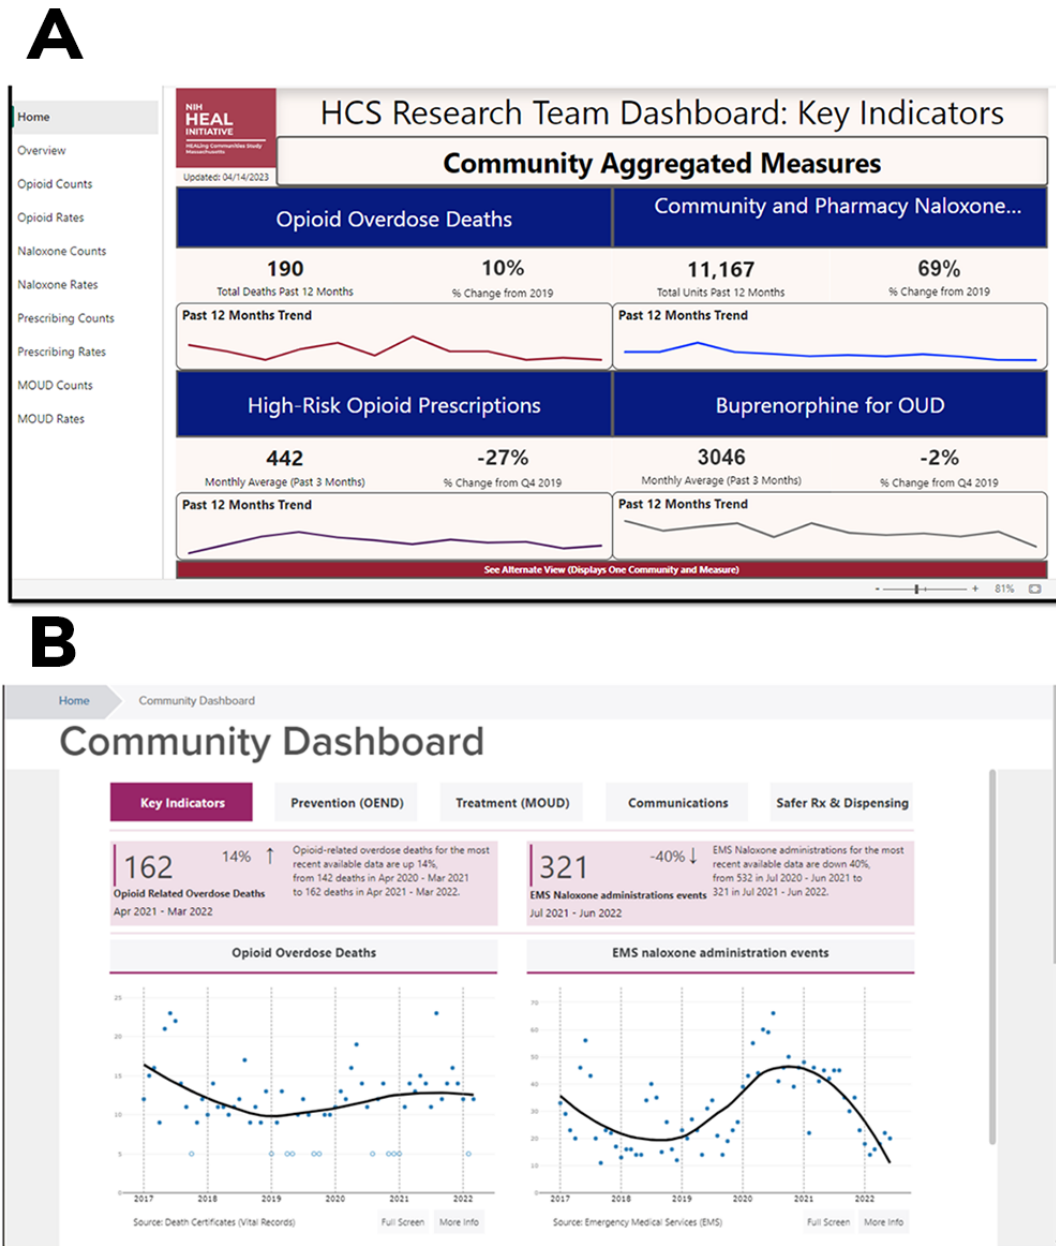 A
Home
Overview
Opioid Counts
Opioid Rates
Naloxone Counts
Naloxone Rates
Prescribing Counts
Prescribing Rates
MOUD Counts
MOUD Rates
NIH
HEAL
INITIATIVE
HEALing Communities Study
Massachusetts
Updated: 04/14/2023
HCS Research Team Dashboard: Key Indicators
Community Aggregated Measures
Opioid Overdose Deaths
190
Total Deaths Past 12 Months
10%
% Change from 2019
Past 12 Months Trend
Community and Pharmacy Naloxone...
11,167
Total Units Past 12 Months
69%
% Change from 2019
Past 12 Months Trend
High-Risk Opioid Prescriptions
442
Monthly Average (Past 3 Months)
-27%
% Change from Q4 2019
Past 12 Months Trend
Buprenorphine for OUD
3046
Monthly Average (Past 3 Months)
-2%
% Change from Q4 2019
Past 12 Months Trend
See Alternate View (Displays One Community and Measure)
- + 81%
B
Home Community Dashboard
Community Dashboard
Key Indicators Prevention (OEND) Treatment (MOUD) Communications Safer Rx & Dispensing
162 14% ↑
Opioid Related Overdose Deaths
Apr 2021 - Mar 2022
Opioid-related overdose deaths for the most
recent available data are up 14%,
from 142 deaths in Apr 2020 - Mar 2021
to 162 deaths in Apr 2021 - Mar 2022.
321 -40% ↓
EMS Naloxone administrations events
Jul 2021 - Jun 2022
EMS Naloxone administrations for the most
recent available data are down 40%,
from 532 in Jul 2020 - Jun 2021 to
321 in Jul 2021 - Jun 2022.
Opioid Overdose Deaths
25
20
15
10
5
0
2017 2018 2019 2020 2021 2022
Source: Death Certificates (Vital Records)
Full Screen More Info
EMS naloxone administration events
70
60
50
40
30
20
10
0
2017 2018 2019 2020 2021 2022
Source: Emergency Medical Services (EMS)
Full Screen More Info